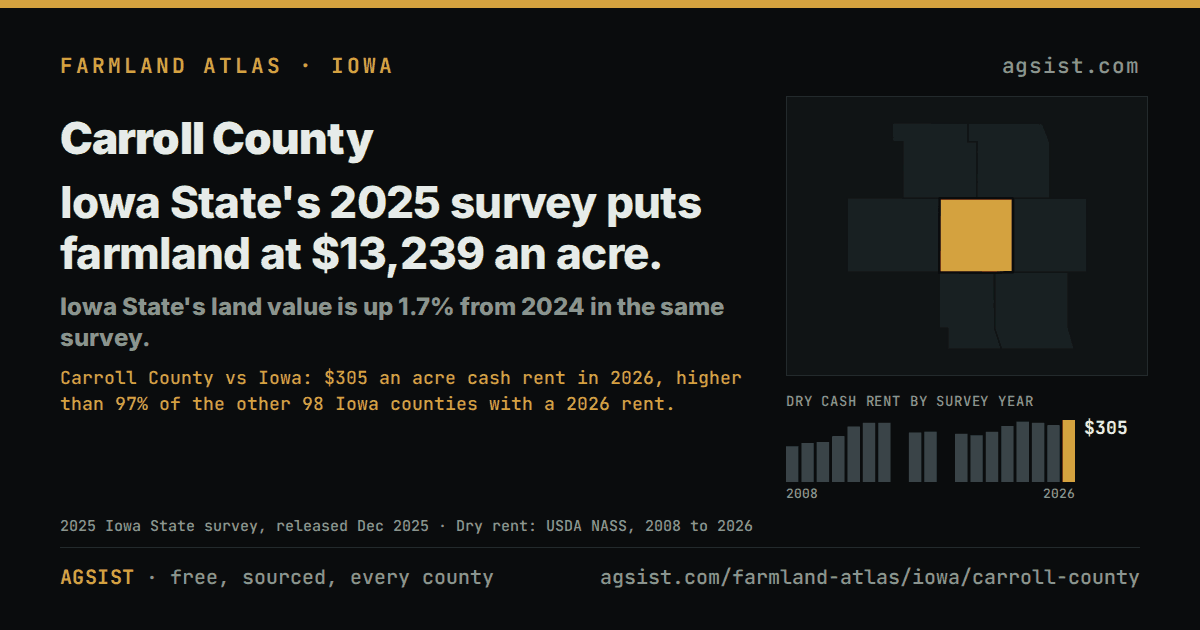 FARMLAND ATLAS · IOWA
agsist.com
Carroll County
Iowa State's 2025 survey puts
farmland at $13,239 an acre.
Iowa State's land value is up 1.7% from 2024 in the same
survey.
Carroll County vs Iowa: $305 an acre cash rent in 2026, higher
than 97% of the other 98 Iowa counties with a 2026 rent.
DRY CASH RENT BY SURVEY YEAR
$305
2008
2026
2025 Iowa State survey, released Dec 2025 · Dry rent: USDA NASS, 2008 to 2026
AGSIST · free, sourced, every county
agsist.com/farmland-atlas/iowa/carroll-county